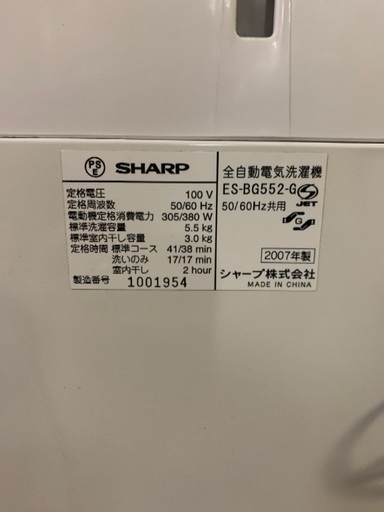 PS E SHARP
定格電圧 100 V
定格周波数 50/60 Hz
電動機定格消費電力 305/380 W
標準洗濯容量 5.5 kg
標準室内干し容量 3.0 kg
定格時間 標準コース 41/38 min
洗いのみ 17/17 min
室内干し 2 hour
製造番号 1001954
全自動電気洗濯機
ES-BG552-G
50/60Hz共用
JET
S G
2007年製
シャープ株式会社
MADE IN CHINA